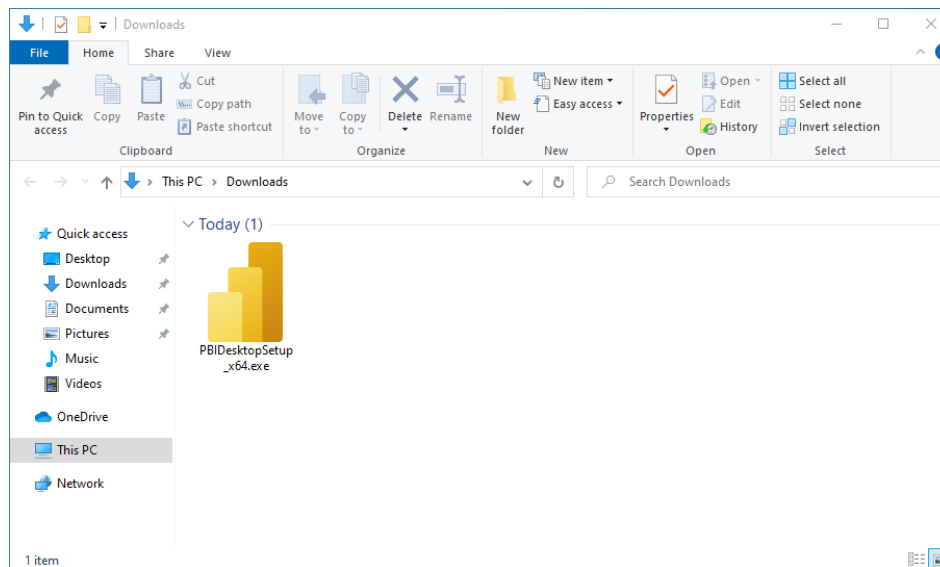 Downloads
File Home Share View
Pin to Quick access
Copy
Paste
Cut
Copy path
Paste shortcut
Clipboard
Move to
Copy to
Delete
Rename
Organize
New folder
New item
Easy access
New
Properties
Open
Edit
History
Open
Select all
Select none
Invert selection
Select
This PC > Downloads
Search Downloads
Quick access
Desktop
Downloads
Documents
Pictures
Music
Videos
OneDrive
This PC
Network
Today (1)
PBIDesktopSetup
_x64.exe
1 item